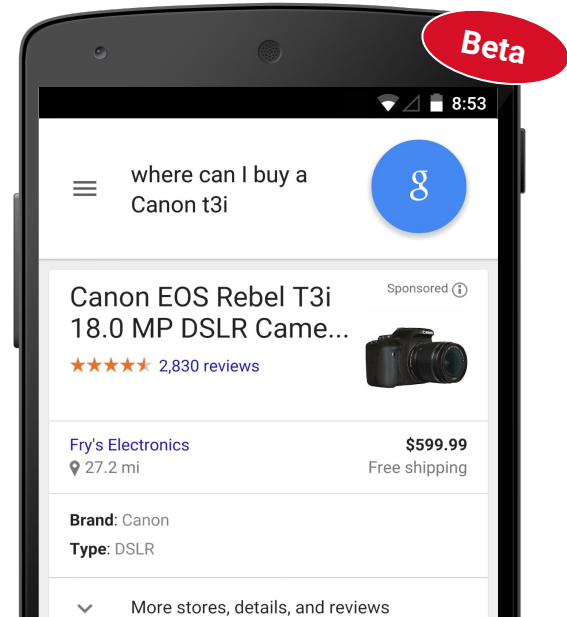 Beta
8:53
where can I buy a
Canon t3i
g
Canon EOS Rebel T3i
18.0 MP DSLR Came...
Sponsored
2,830 reviews
Fry's Electronics
$599.99
27.2 mi
Free shipping
Brand: Canon
Type: DSLR
More stores, details, and reviews